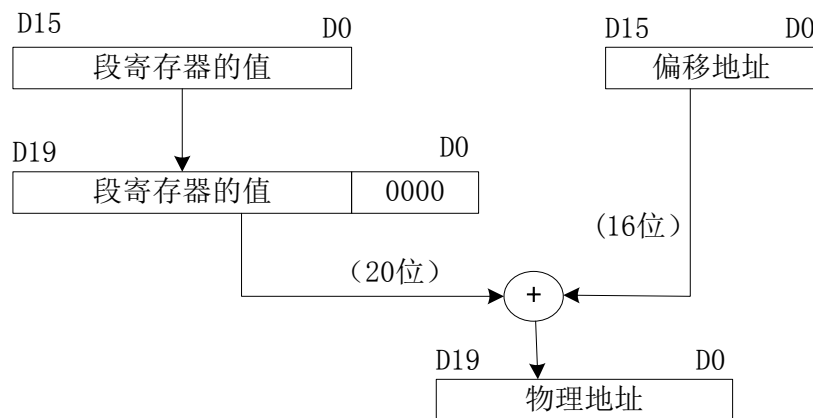 D15 D0 D15 D0
段寄存器的值 偏移地址
D19 D0
段寄存器的值 0000
(16位）
（20位）
+
D19 D0
物理地址